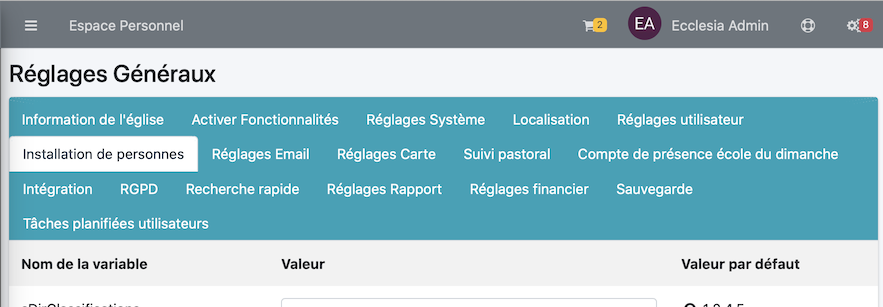 Espace Personnel 2 EA Ecclesia Admin 8
Réglages Généraux
Information de l'église Activer Fonctionnalités Réglages Système Localisation Réglages utilisateur
Installation de personnes Réglages Email Réglages Carte Suivi pastoral Compte de présence école du dimanche
Intégration RGPD Recherche rapide Réglages Rapport Réglages financier Sauvegarde
Tâches planifiées utilisateurs
Nom de la variable Valeur Valeur par défaut